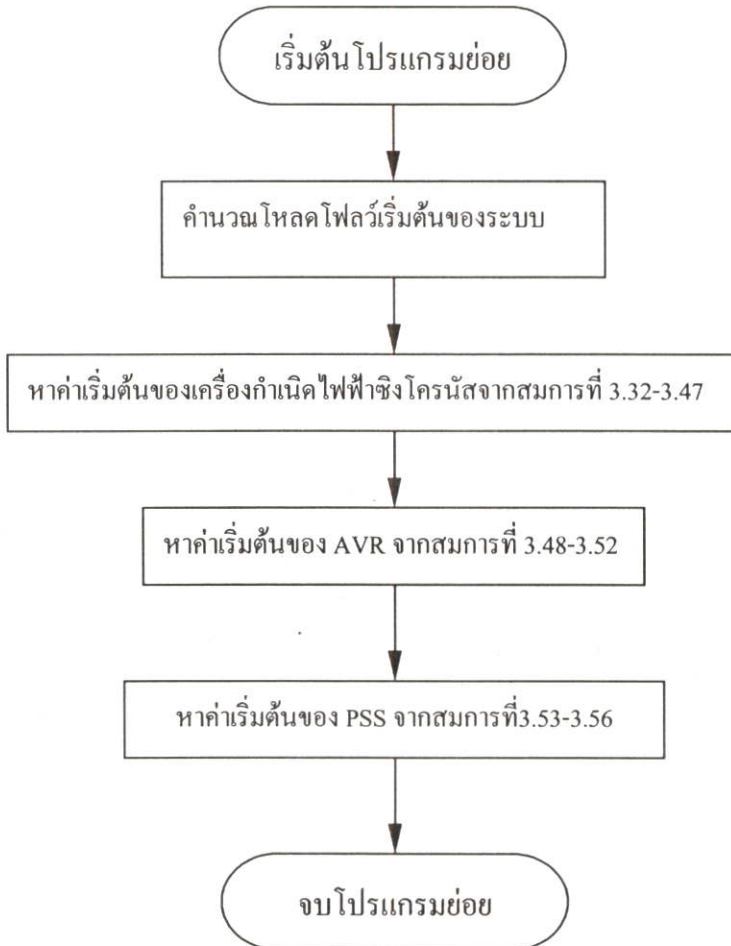 เริ่มต้นโปรแกรมย่อย
คำนวณโหลดโฟลว์เริ่มต้นของระบบ
หาค่าเริ่มต้นของเครื่องกำเนิดไฟฟ้าซิงโครนัสจากสมการที่ 3.32-3.47
หาค่าเริ่มต้นของ AVR จากสมการที่ 3.48-3.52
หาค่าเริ่มต้นของ PSS จากสมการที่3.53-3.56
จบโปรแกรมย่อย